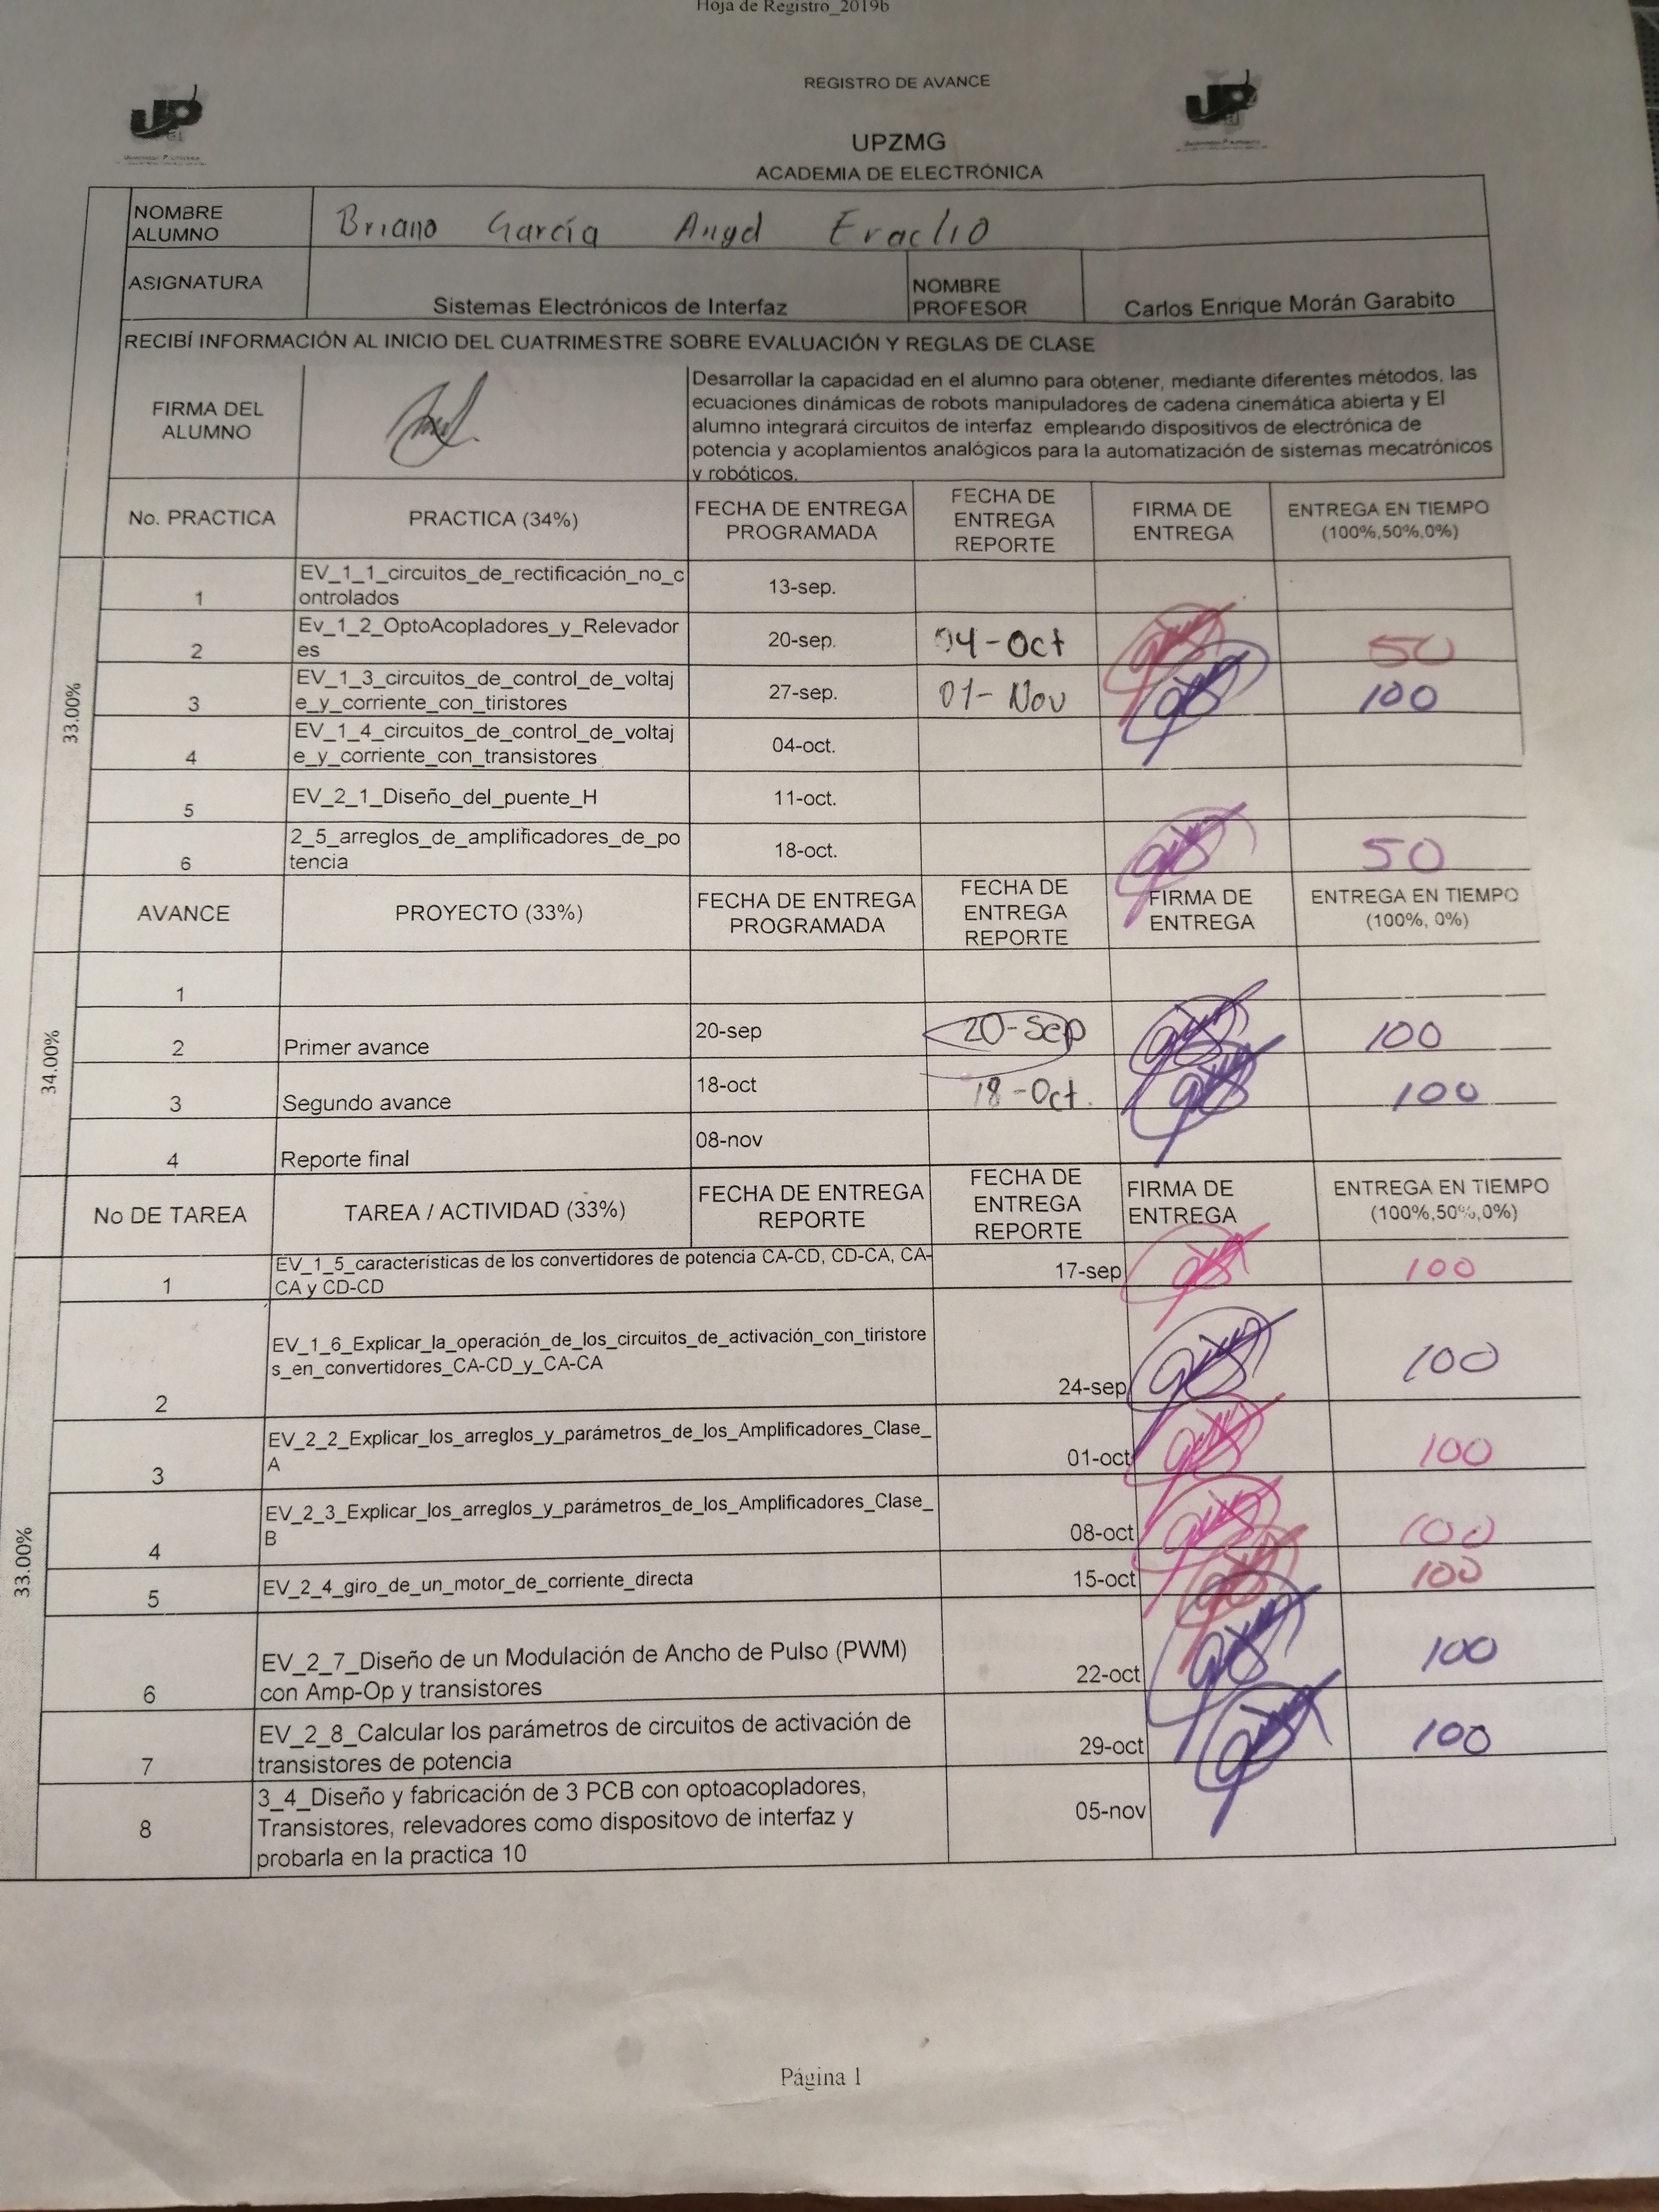 Hoja de Registro_2019b
REGISTRO DE AVANCE
UPZMG
ACADEMIA DE ELECTRÓNICA
NOMBRE ALUMNO Briano García Angel Eraclio
ASIGNATURA Sistemas Electrónicos de Interfaz NOMBRE PROFESOR Carlos Enrique Morán Garabito
RECIBÍ INFORMACIÓN AL INICIO DEL CUATRIMESTRE SOBRE EVALUACIÓN Y REGLAS DE CLASE
FIRMA DEL ALUMNO
Desarrollar la capacidad en el alumno para obtener, mediante diferentes métodos, las
ecuaciones dinámicas de robots manipuladores de cadena cinemática abierta y El
alumno integrará circuitos de interfaz empleando dispositivos de electrónica de
potencia y acoplamientos analógicos para la automatización de sistemas mecatrónicos
y robóticos.
No. PRACTICA PRACTICA (34%) FECHA DE ENTREGA PROGRAMADA FECHA DE ENTREGA REPORTE FIRMA DE ENTREGA ENTREGA EN TIEMPO (100%,50%,0%)
33.00%
1 EV_1_1_circuitos_de_rectificación_no_c ontrolados 13-sep.
2 Ev_1_2_OptoAcopladores_y_Relevador es 20-sep. 04-Oct 50
3 EV_1_3_circuitos_de_control_de_voltaj e_y_corriente_con_tiristores 27-sep. 01-Nov 100
4 EV_1_4_circuitos_de_control_de_voltaj e_y_corriente_con_transistores 04-oct.
5 EV_2_1_Diseño_del_puente_H 11-oct.
6 2_5_arreglos_de_amplificadores_de_po tencia 18-oct. 50
AVANCE PROYECTO (33%) FECHA DE ENTREGA PROGRAMADA FECHA DE ENTREGA REPORTE FIRMA DE ENTREGA ENTREGA EN TIEMPO (100%, 0%)
34.00%
1
2 Primer avance 20-sep 20-Sep 100
3 Segundo avance 18-oct 18-Oct. 100
4 Reporte final 08-nov
No DE TAREA TAREA / ACTIVIDAD (33%) FECHA DE ENTREGA REPORTE FECHA DE ENTREGA REPORTE FIRMA DE ENTREGA ENTREGA EN TIEMPO (100%,50%,0%)
33.00%
1 EV_1_5_características de los convertidores de potencia CA-CD, CD-CA, CA-CA y CD-CD 17-sep 100
2 EV_1_6_Explicar_la_operación_de_los_circuitos_de_activación_con_tiristore s_en_convertidores_CA-CD_y_CA-CA 24-sep 100
3 EV_2_2_Explicar_los_arreglos_y_parámetros_de_los_Amplificadores_Clase_ A 01-oct 100
4 EV_2_3_Explicar_los_arreglos_y_parámetros_de_los_Amplificadores_Clase_ B 08-oct 100
5 EV_2_4_giro_de_un_motor_de_corriente_directa 15-oct 100
6 EV_2_7_Diseño de un Modulación de Ancho de Pulso (PWM) con Amp-Op y transistores 22-oct 100
7 EV_2_8_Calcular los parámetros de circuitos de activación de transistores de potencia 29-oct 100
8 3_4_Diseño y fabricación de 3 PCB con optoacopladores, Transistores, relevadores como dispositovo de interfaz y probarla en la practica 10 05-nov
Página 1